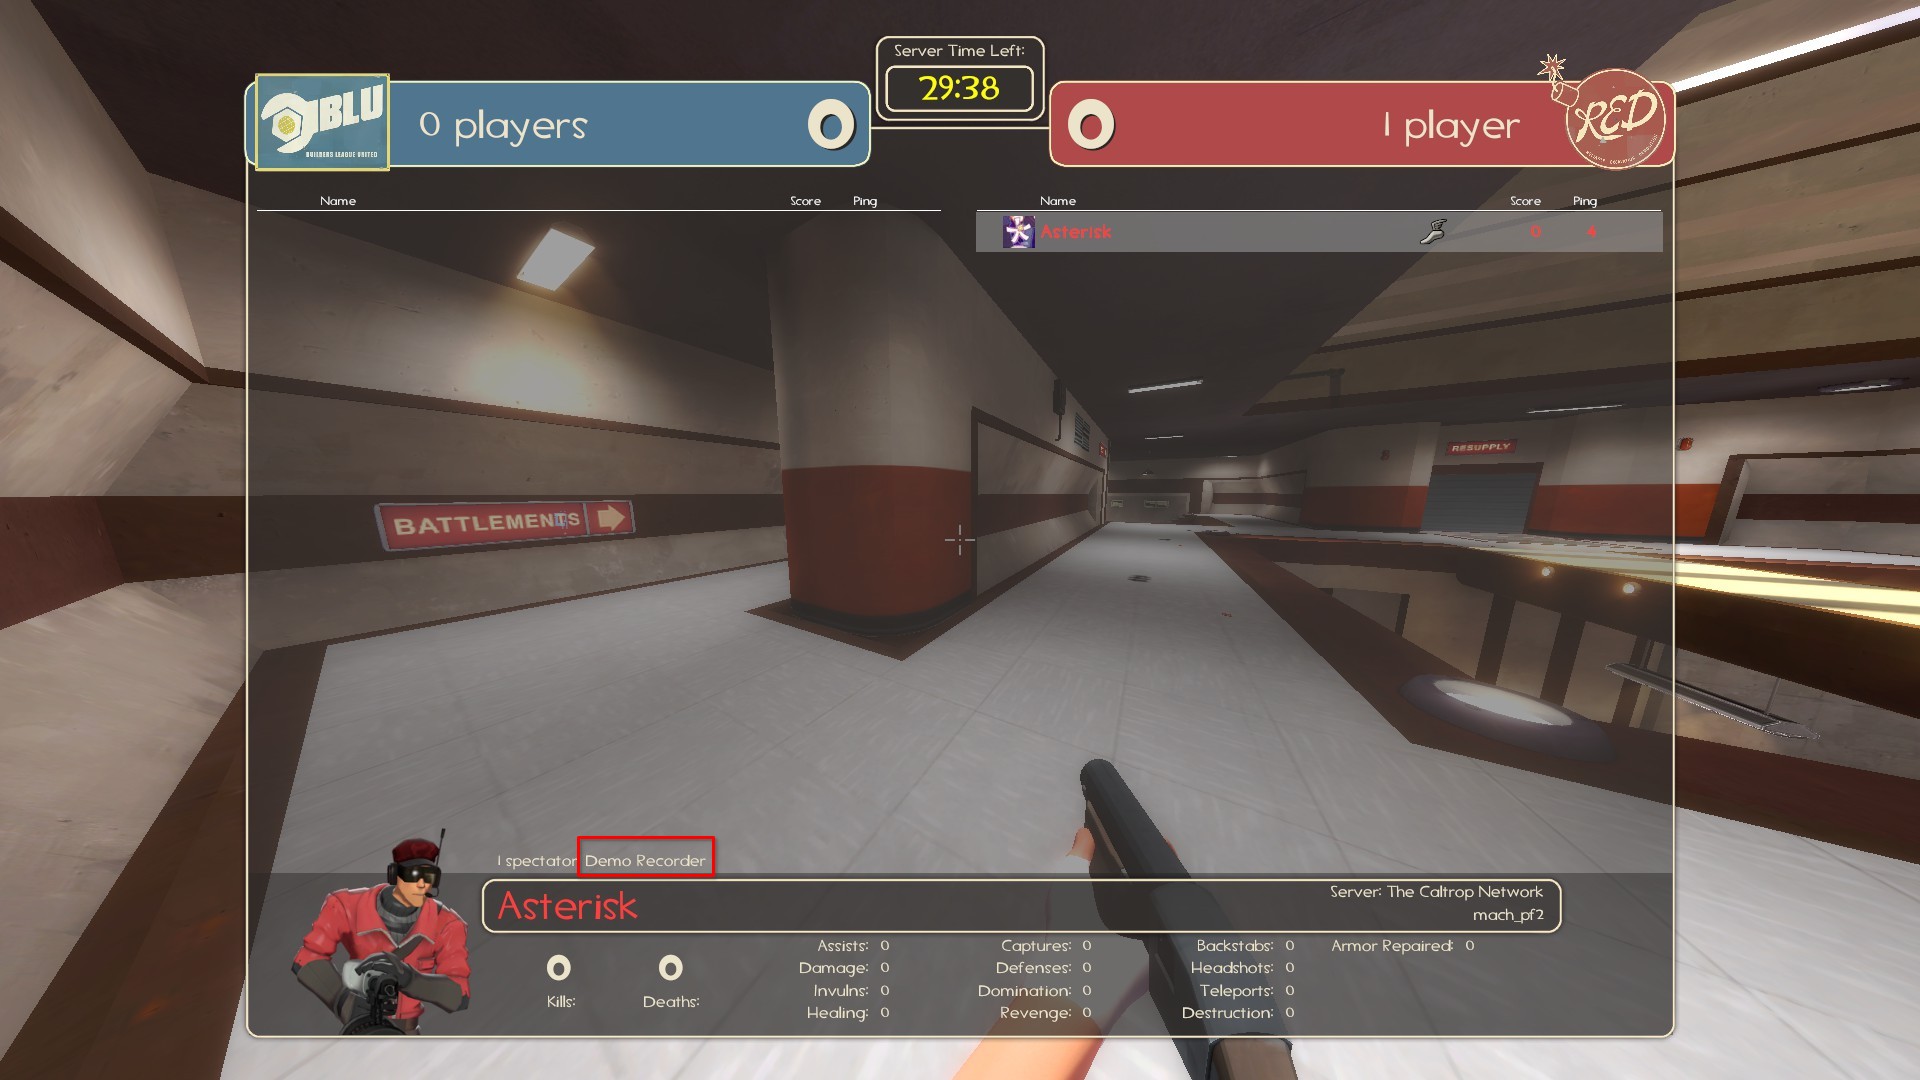 Server Time Left:
29:38
BLU
BUILDERS LEAGUE UNITED
0 players
0
0
1 player
RED
Name Score Ping
Name Score Ping
Asterisk 0 4
RESUPPLY
BATTLEMENTS
1 spectator: Demo Recorder
Asterisk
Server: The Caltrop Network
mach_pf2
0
Kills:
0
Deaths:
Assists: 0
Damage: 0
Invulns: 0
Healing: 0
Captures: 0
Defenses: 0
Domination: 0
Revenge: 0
Backstabs: 0
Headshots: 0
Teleports: 0
Destruction: 0
Armor Repaired: 0